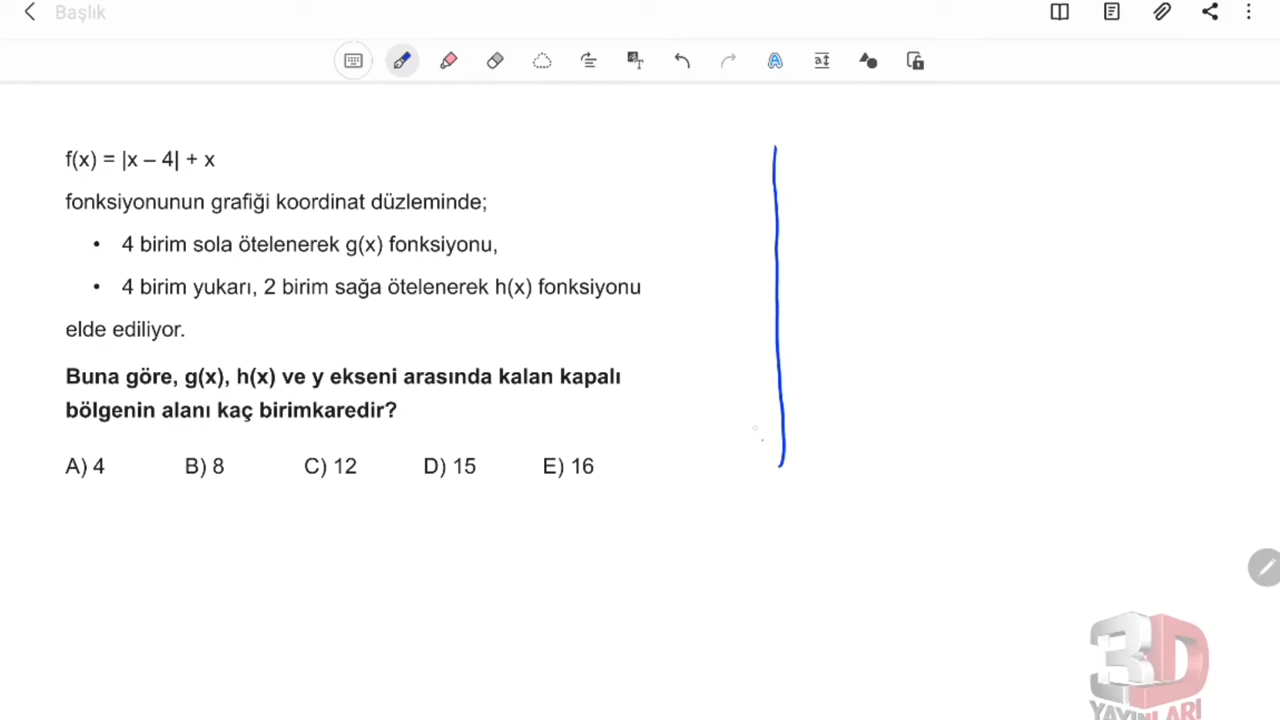 Başlık
f(x) = |x – 4| + x
fonksiyonunun grafiği koordinat düzleminde;
• 4 birim sola ötelenerek g(x) fonksiyonu,
• 4 birim yukarı, 2 birim sağa ötelenerek h(x) fonksiyonu
elde ediliyor.
Buna göre, g(x), h(x) ve y ekseni arasında kalan kapalı
bölgenin alanı kaç birimkaredir?
A) 4 B) 8 C) 12 D) 15 E) 16
3D
YAYINLARI